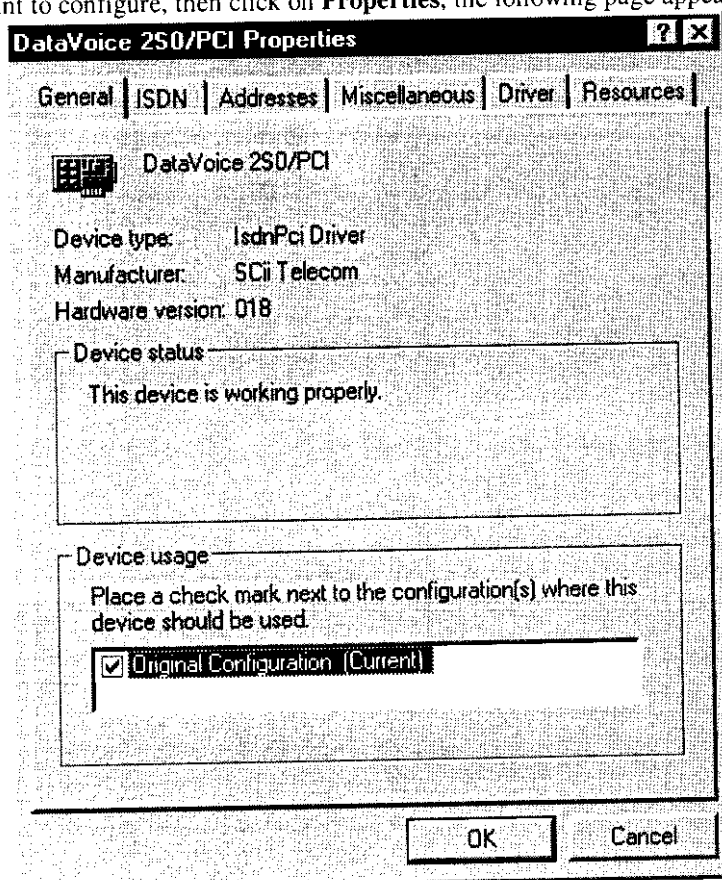 nt to configure, then click on Properties, the following page appea
DataVoice 2S0/PCI Properties
General ISDN Addresses Miscellaneous Driver Resources
DataVoice 2S0/PCI
Device type: IsdnPci Driver
Manufacturer: SCii Telecom
Hardware version: 018
Device status
This device is working properly.
Device usage
Place a check mark next to the configuration(s) where this
device should be used.
Original Configuration (Current)
OK Cancel